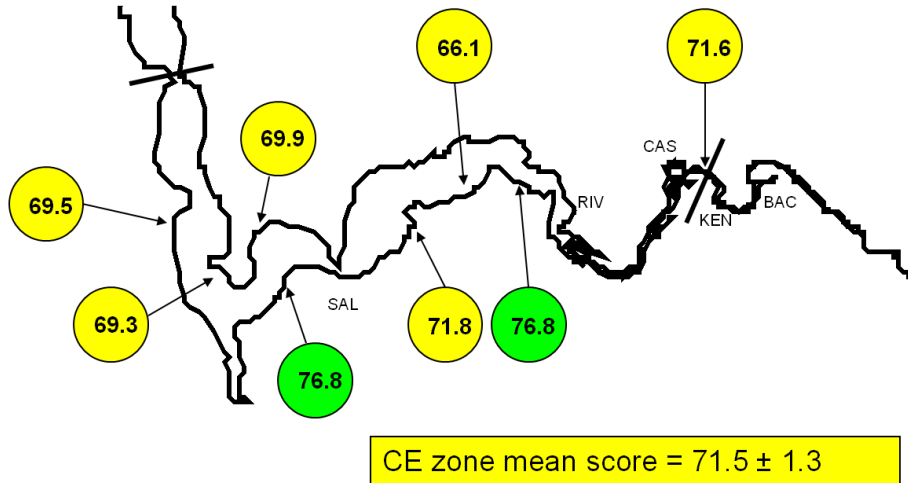 66.1
71.6
69.9
CAS
69.5
RIV
KEN
BAC
SAL
69.3
71.8
76.8
76.8
CE zone mean score = 71.5 ± 1.3